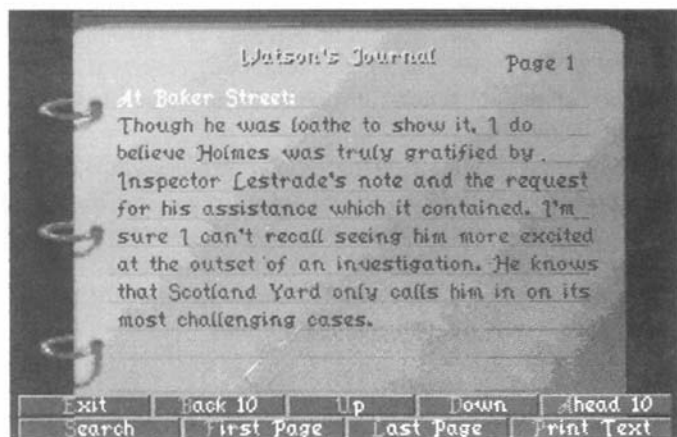 Watson's Journal
Page 1
At Baker Street:
Though he was loathe to show it, I do
believe Holmes was truly gratified by
Inspector Lestrade's note and the request
for his assistance which it contained. I'm
sure I can't recall seeing him more excited
at the outset of an investigation. He knows
that Scotland Yard only calls him in on its
most challenging cases.
Exit Back 10 Up Down Ahead 10
Search First Page Last Page Print Text